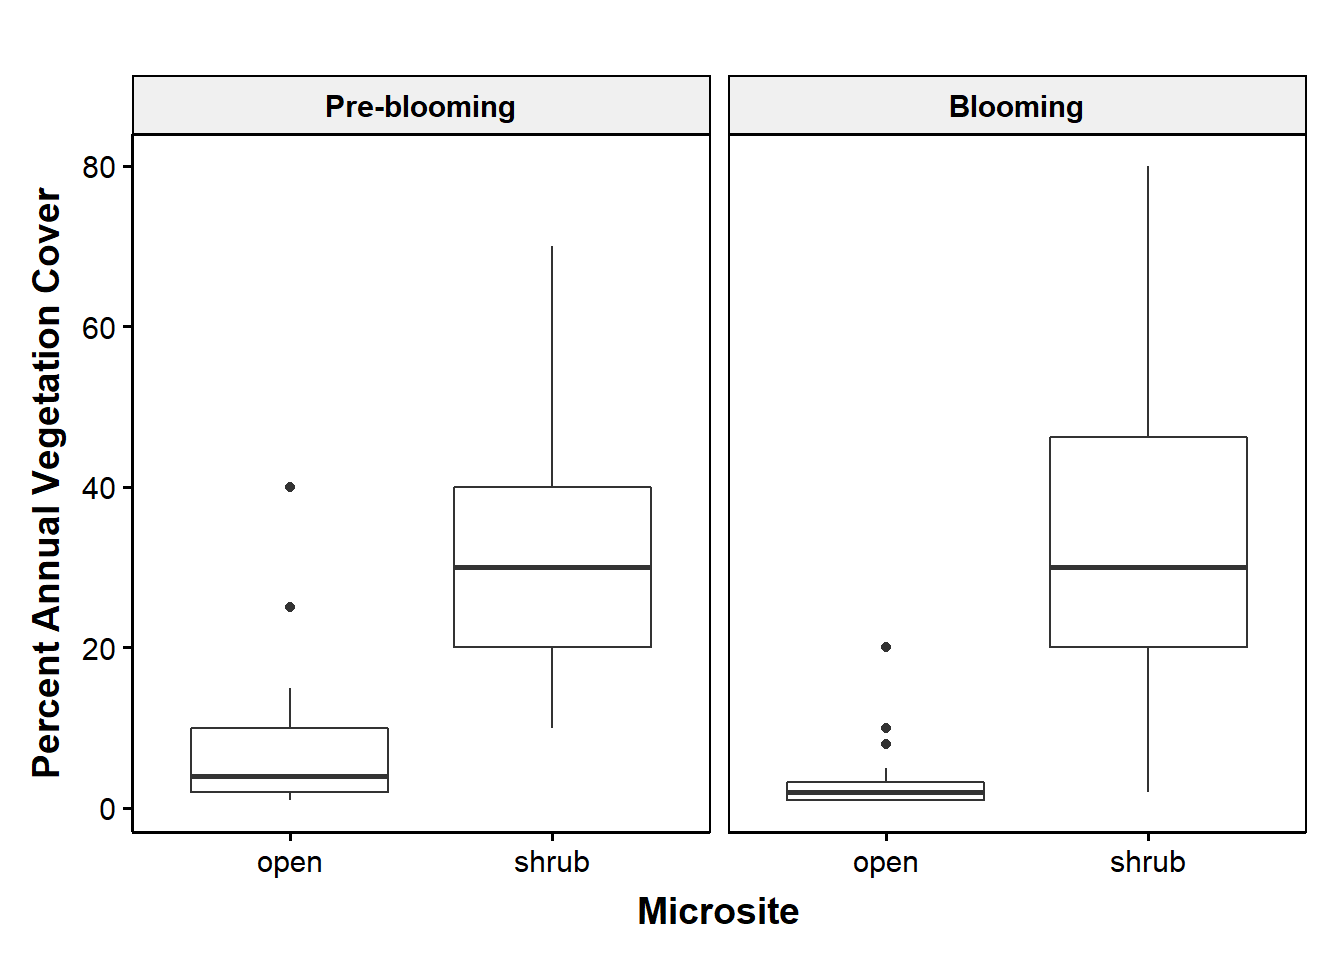 Pre-blooming
Blooming
Percent Annual Vegetation Cover
80
60
40
20
0
open
shrub
open
shrub
Microsite